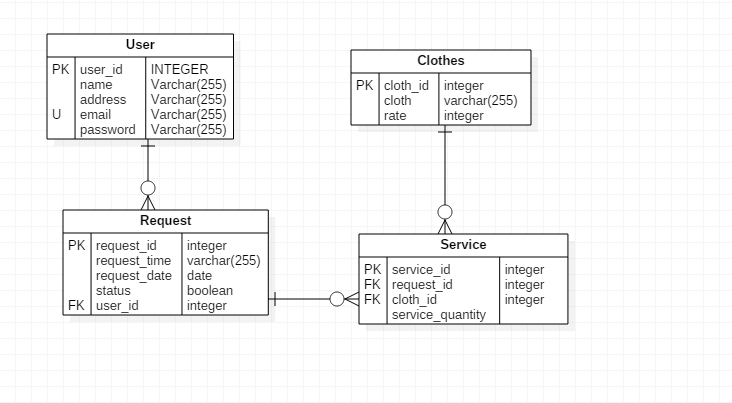 User
PK user_id INTEGER
name Varchar(255)
address Varchar(255)
U email Varchar(255)
password Varchar(255)
Clothes
PK cloth_id integer
cloth varchar(255)
rate integer
Request
PK request_id integer
request_time varchar(255)
request_date date
status boolean
FK user_id integer
Service
PK service_id integer
FK request_id integer
FK cloth_id integer
service_quantity